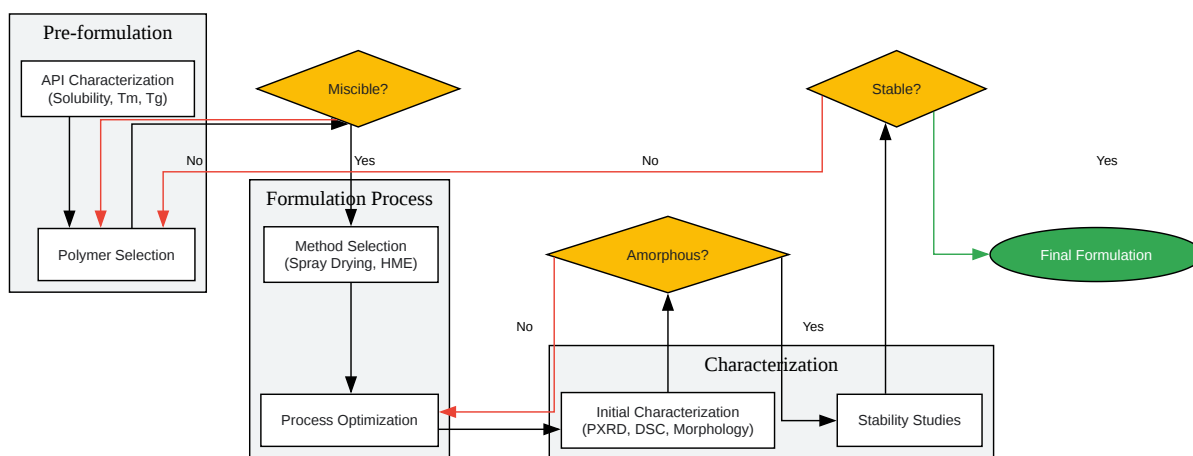 Pre-formulation
API Characterization
(Solubility, Tm, Tg)
Miscible?
Stable?
No
Yes
No
Yes
Formulation Process
Polymer Selection
Method Selection
(Spray Drying, HME)
Amorphous?
Final Formulation
No
Yes
Characterization
Process Optimization
Initial Characterization
(PXRD, DSC, Morphology)
Stability Studies